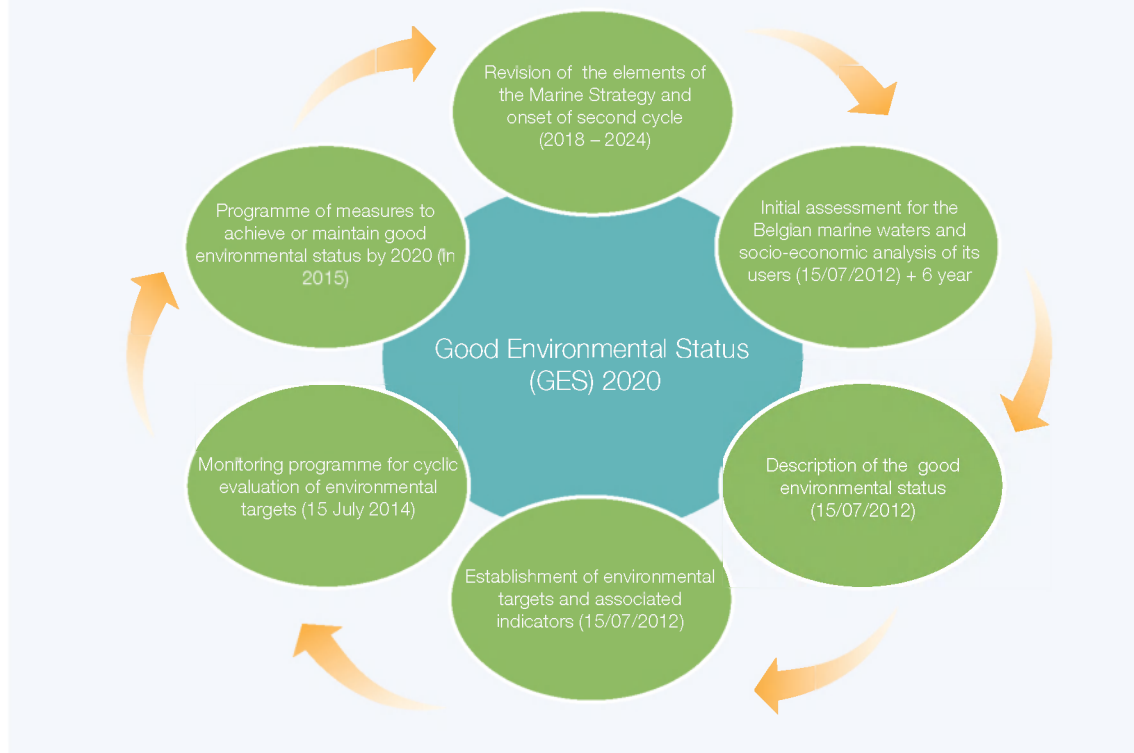 Revision of the elements of
the Marine Strategy and
onset of second cycle
(2018 – 2024)
Initial assessment for the
Belgian marine waters and
socio-economic analysis of its
users (15/07/2012) + 6 year
Description of the good
environmental status
(15/07/2012)
Establishment of environmental
targets and associated
indicators (15/07/2012)
Monitoring programme for cyclic
evaluation of environmental
targets (15 July 2014)
Programme of measures to
achieve or maintain good
environmental status by 2020 (In
2015)
Good Environmental Status
(GES) 2020